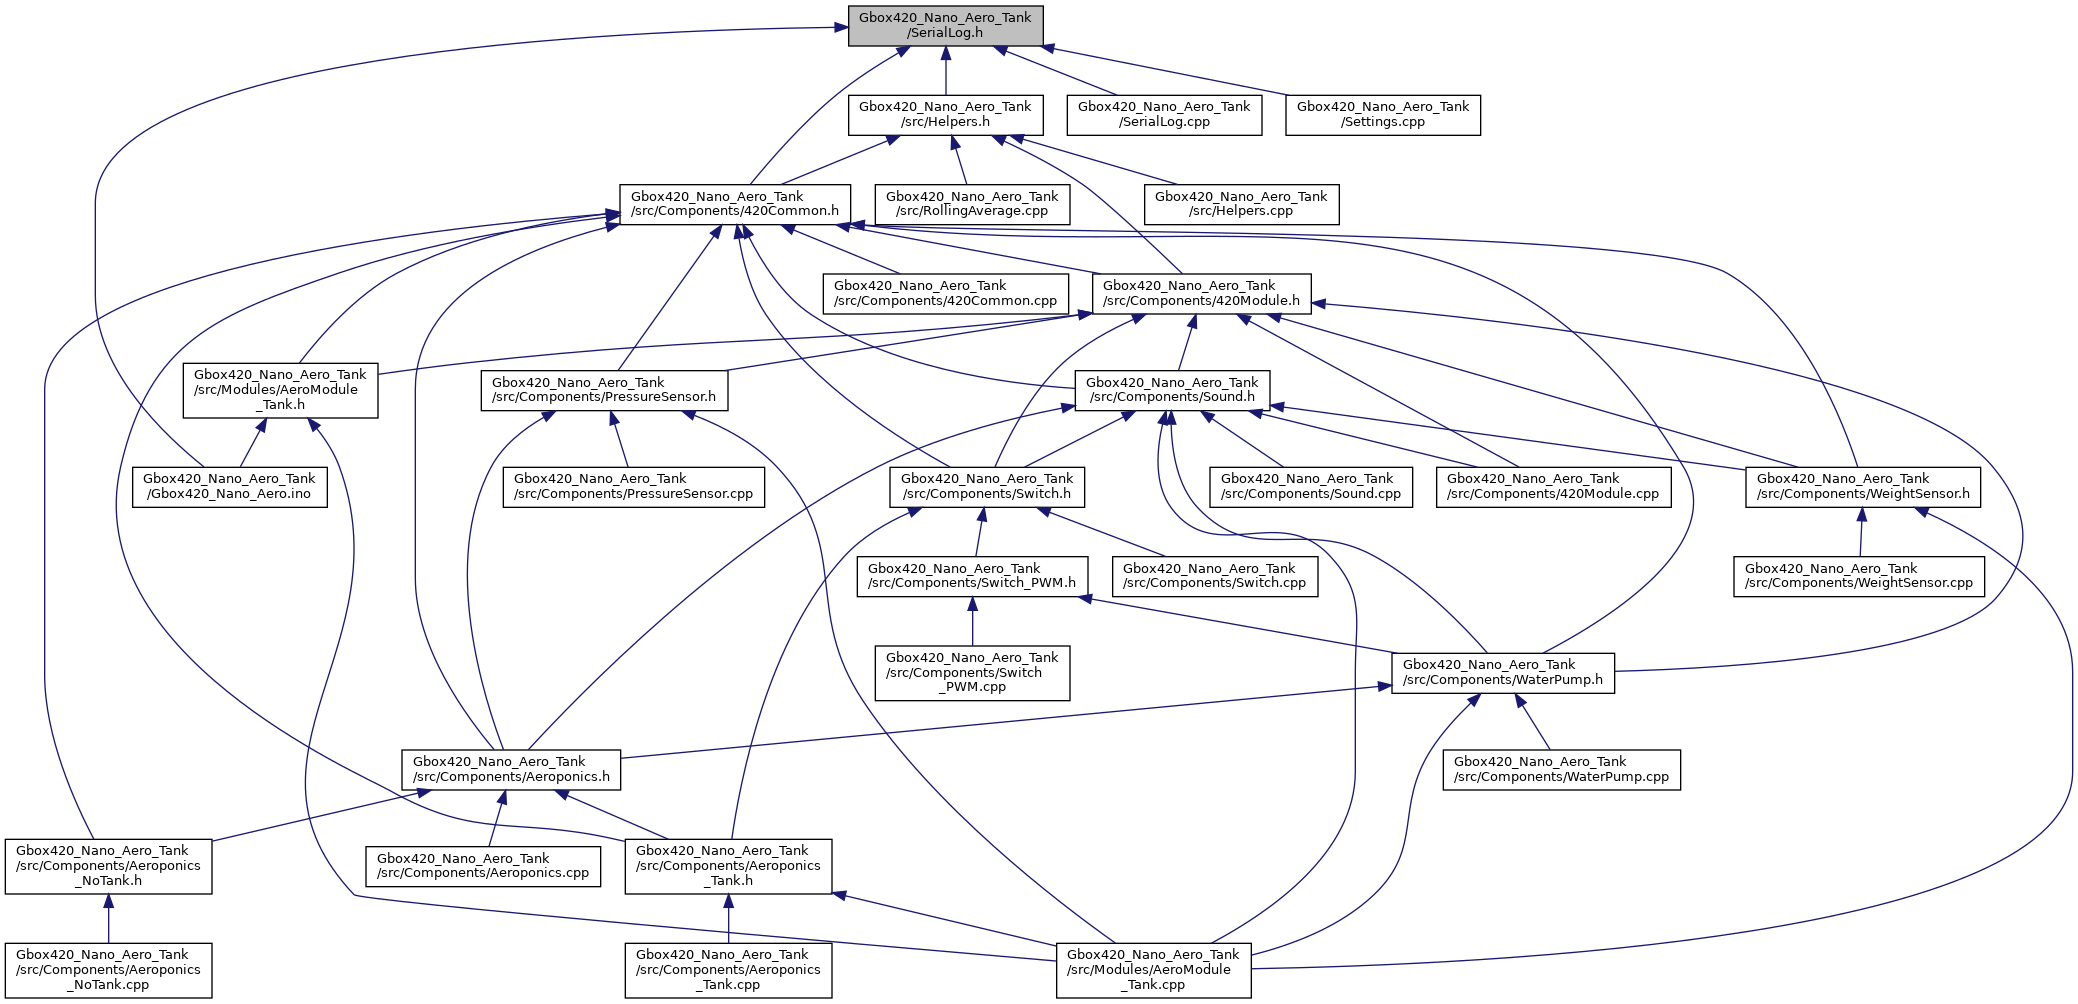 Gbox420_Nano_Aero_Tank
/SerialLog.h
Gbox420_Nano_Aero_Tank
/src/Helpers.h
Gbox420_Nano_Aero_Tank
/SerialLog.cpp
Gbox420_Nano_Aero_Tank
/Settings.cpp
Gbox420_Nano_Aero_Tank
/src/Components/420Common.h
Gbox420_Nano_Aero_Tank
/src/RollingAverage.cpp
Gbox420_Nano_Aero_Tank
/src/Helpers.cpp
Gbox420_Nano_Aero_Tank
/src/Components/420Common.cpp
Gbox420_Nano_Aero_Tank
/src/Components/420Module.h
Gbox420_Nano_Aero_Tank
/src/Modules/AeroModule
_Tank.h
Gbox420_Nano_Aero_Tank
/src/Components/PressureSensor.h
Gbox420_Nano_Aero_Tank
/src/Components/Sound.h
Gbox420_Nano_Aero_Tank
/Gbox420_Nano_Aero.ino
Gbox420_Nano_Aero_Tank
/src/Components/PressureSensor.cpp
Gbox420_Nano_Aero_Tank
/src/Components/Switch.h
Gbox420_Nano_Aero_Tank
/src/Components/Sound.cpp
Gbox420_Nano_Aero_Tank
/src/Components/420Module.cpp
Gbox420_Nano_Aero_Tank
/src/Components/WeightSensor.h
Gbox420_Nano_Aero_Tank
/src/Components/Switch_PWM.h
Gbox420_Nano_Aero_Tank
/src/Components/Switch.cpp
Gbox420_Nano_Aero_Tank
/src/Components/WeightSensor.cpp
Gbox420_Nano_Aero_Tank
/src/Components/Switch
_PWM.cpp
Gbox420_Nano_Aero_Tank
/src/Components/WaterPump.h
Gbox420_Nano_Aero_Tank
/src/Components/Aeroponics.h
Gbox420_Nano_Aero_Tank
/src/Components/WaterPump.cpp
Gbox420_Nano_Aero_Tank
/src/Components/Aeroponics
_NoTank.h
Gbox420_Nano_Aero_Tank
/src/Components/Aeroponics.cpp
Gbox420_Nano_Aero_Tank
/src/Components/Aeroponics
_Tank.h
Gbox420_Nano_Aero_Tank
/src/Components/Aeroponics
_NoTank.cpp
Gbox420_Nano_Aero_Tank
/src/Components/Aeroponics
_Tank.cpp
Gbox420_Nano_Aero_Tank
/src/Modules/AeroModule
_Tank.cpp